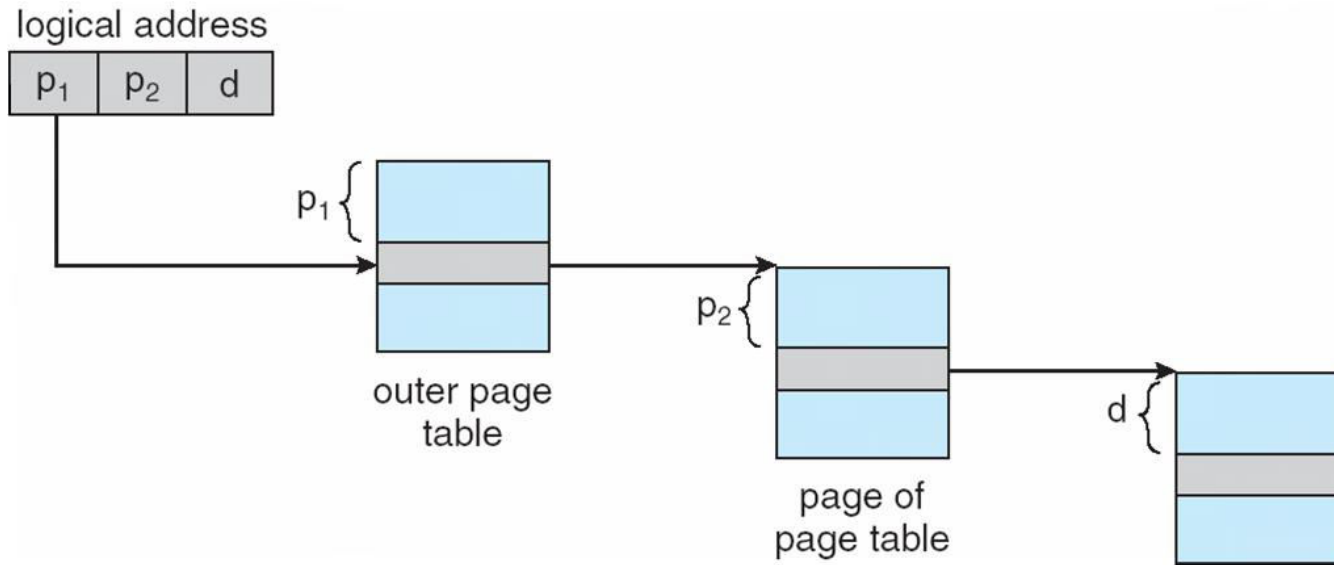 logical address
p₁ p₂ d
p₁
outer page
table
p₂
page of
page table
d